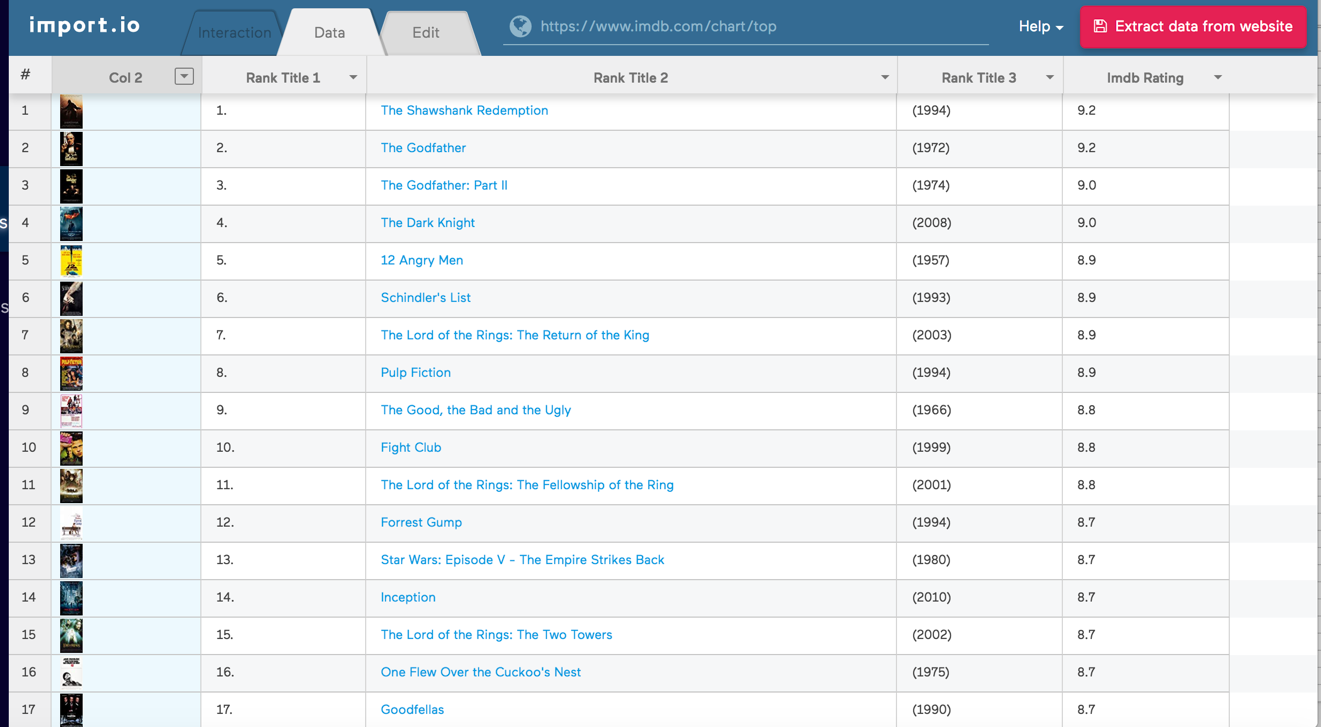 import.io Interaction Data Edit https://www.imdb.com/chart/top Help Extract data from website
# Col 2 Rank Title 1 Rank Title 2 Rank Title 3 Imdb Rating
1 1. The Shawshank Redemption (1994) 9.2
2 2. The Godfather (1972) 9.2
3 3. The Godfather: Part II (1974) 9.0
4 4. The Dark Knight (2008) 9.0
5 5. 12 Angry Men (1957) 8.9
6 6. Schindler's List (1993) 8.9
7 7. The Lord of the Rings: The Return of the King (2003) 8.9
8 8. Pulp Fiction (1994) 8.9
9 9. The Good, the Bad and the Ugly (1966) 8.8
10 10. Fight Club (1999) 8.8
11 11. The Lord of the Rings: The Fellowship of the Ring (2001) 8.8
12 12. Forrest Gump (1994) 8.7
13 13. Star Wars: Episode V - The Empire Strikes Back (1980) 8.7
14 14. Inception (2010) 8.7
15 15. The Lord of the Rings: The Two Towers (2002) 8.7
16 16. One Flew Over the Cuckoo's Nest (1975) 8.7
17 17. Goodfellas (1990) 8.7